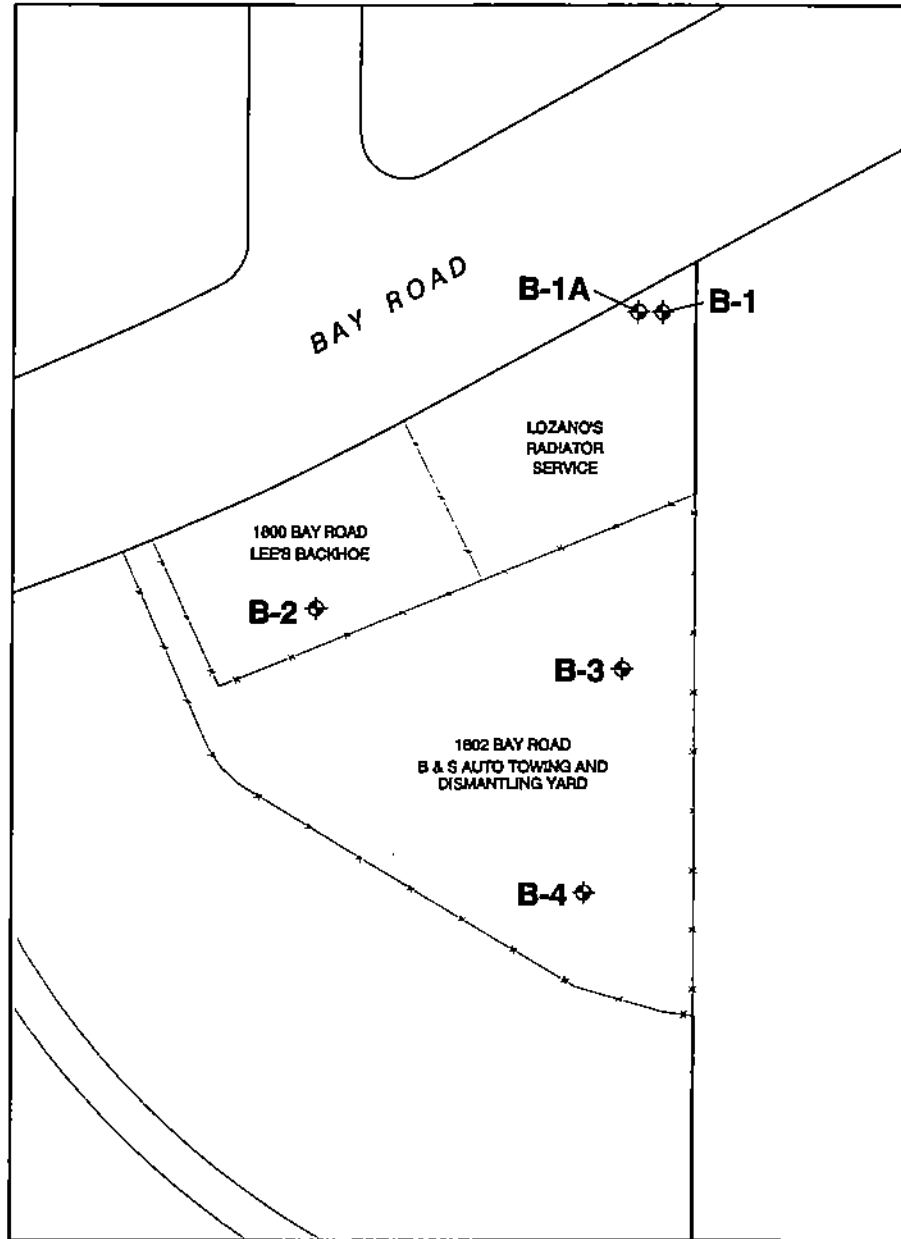 BAY ROAD
B-1A
B-1
LOZANO'S
RADIATOR
SERVICE
1800 BAY ROAD
LEE'S BACKHOE
B-2
B-3
1802 BAY ROAD
B & S AUTO TOWING AND
DISMANTLING YARD
B-4